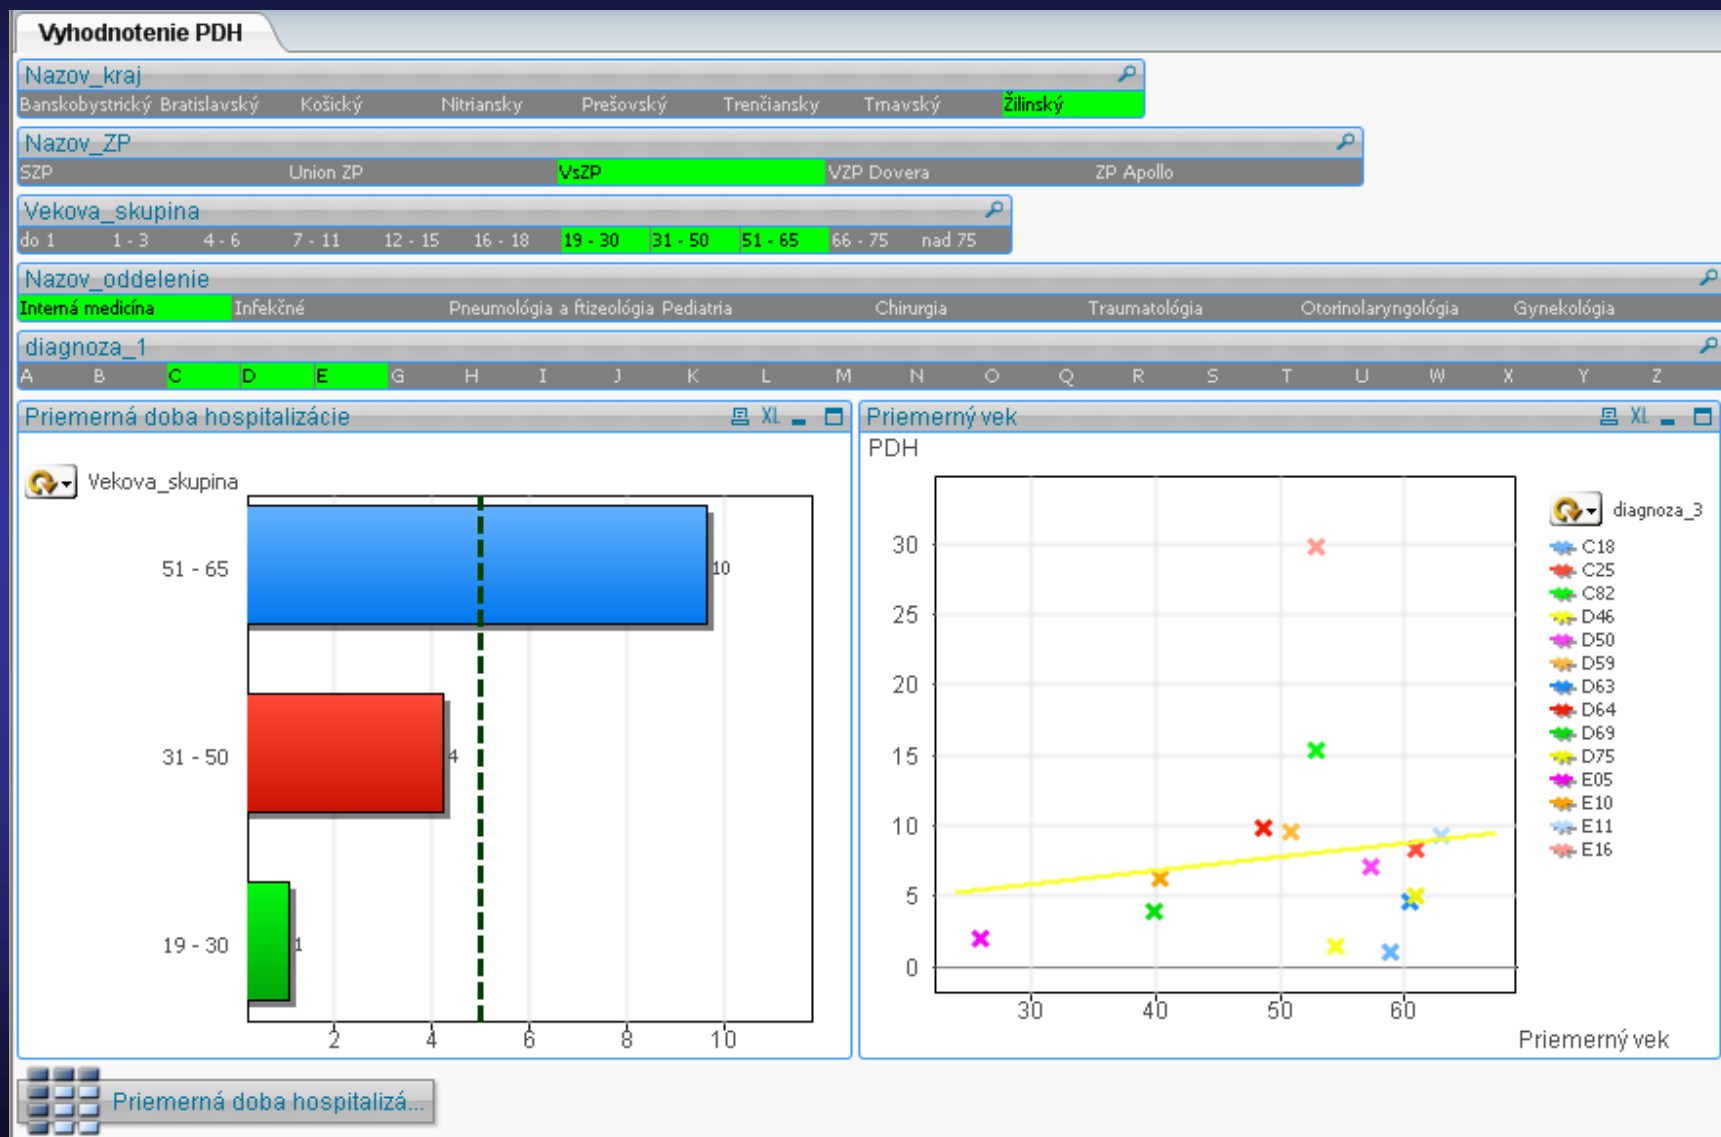 Vyhodnotenie PDH
Nazov_kraj
Banskobystrický Bratislavský Košický Nitriansky Prešovský Trenčiansky Trnavský Žilinský
Nazov_ZP
SZP Union ZP VsZP VZP Dovera ZP Apollo
Vekova_skupina
do 1 1 - 3 4 - 6 7 - 11 12 - 15 16 - 18 19 - 30 31 - 50 51 - 65 66 - 75 nad 75
Nazov_oddelenie
Interná medicína Infekčné Pneumológia a ftizeológia Pediatria Chirurgia Traumatológia Otorinolaryngológia Gynekológia
diagnoza_1
A B C D E G H I J K L M N O Q R S T U W X Y Z
Priemerná doba hospitalizácie XL
Vekova_skupina
51 - 65 10
31 - 50 4
19 - 30 1
2 4 6 8 10
Priemerný vek XL
PDH
30
25
20
15
10
5
0
30 40 50 60
Priemerný vek
diagnoza_3
C18
C25
C82
D46
D50
D59
D63
D64
D69
D75
E05
E10
E11
E16
Priemerná doba hospitalizá...